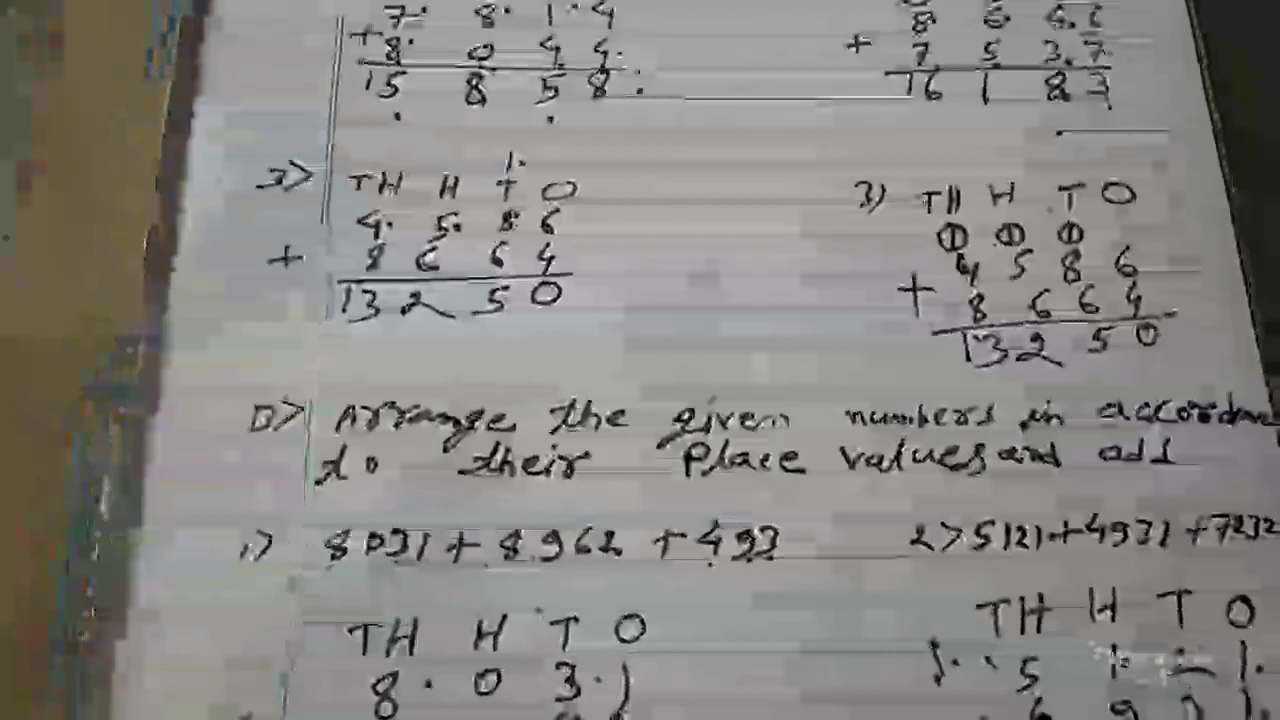 7 8 1 4
+ 8 0 4 4
15 8 5 8
+ 7 5 3 7
16 1 8 3
3> TH H T O
4 5 8 6
+ 8 6 6 4
13 2 5 0
3) TH H T O
4 5 8 6
+ 8 6 6 4
13 2 5 0
Arrange the given numbers in
to their Place values and add
1) 8031 + 8962 + 493
2> 5121 + 4931 + 7232
TH H T O
8 0 3 1
TH H T O